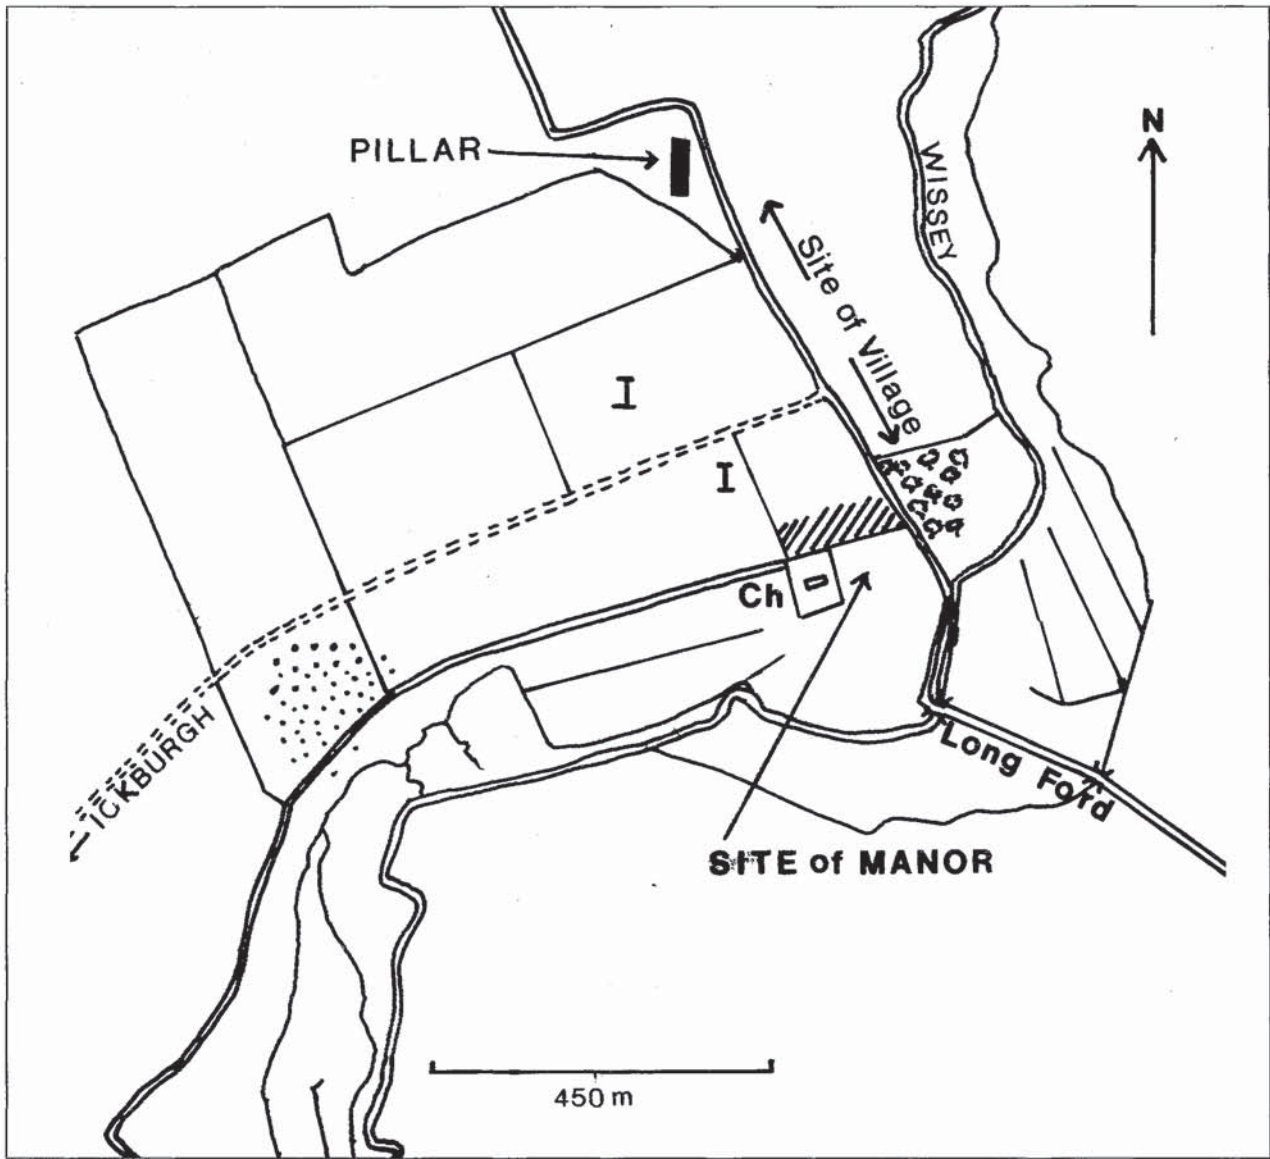 N
PILLAR
WISSEY
Site of Village
I
I
Ch
Long Ford
ICKBURGH
SITE of MANOR
450 m